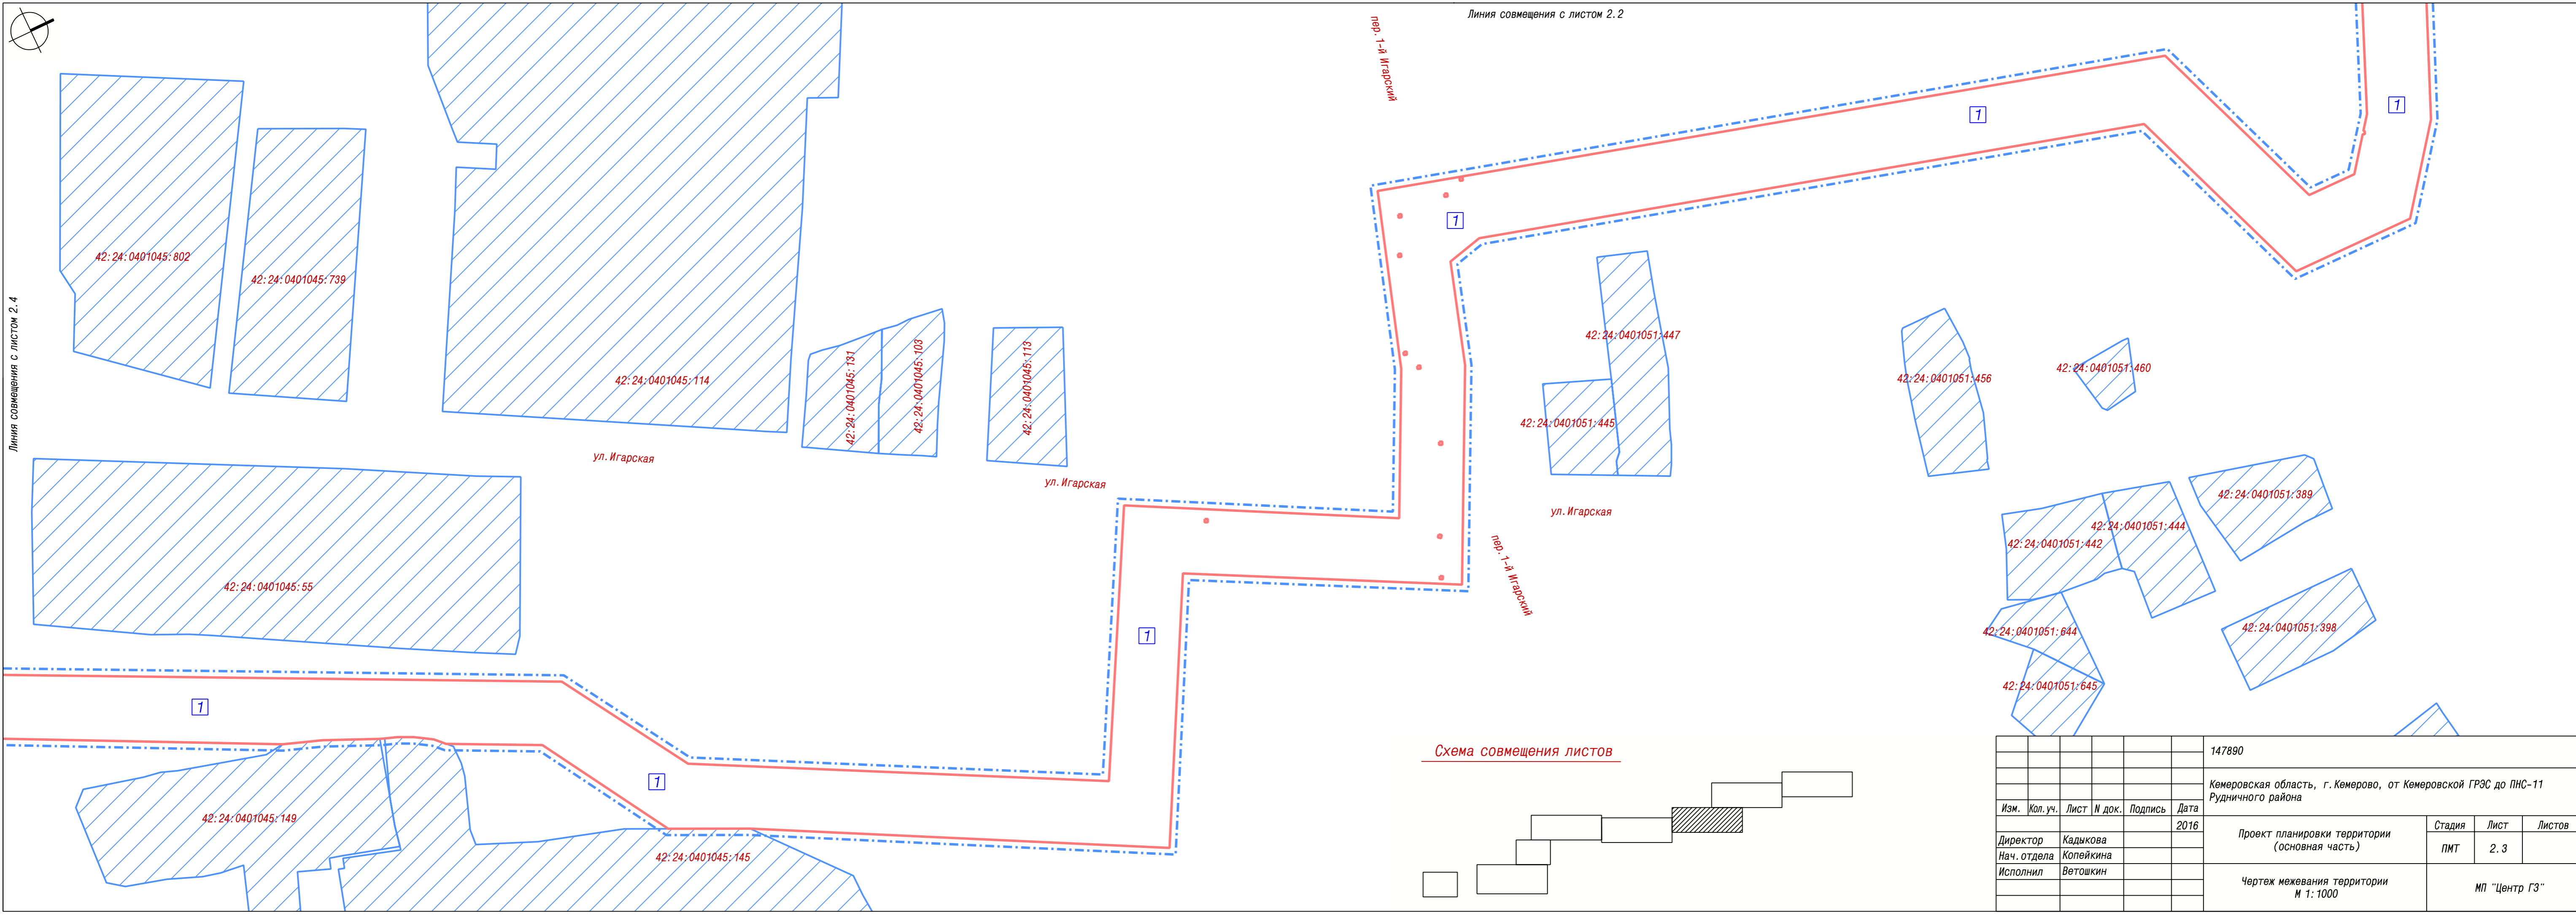 Линия совмещения с листом 2.2
пер.1-й Игарский
1
1
1
42:24:0401045:802
42:24:0401045:739
42:24:0401045:114
42:24:0401045:131
42:24:0401045:103
42:24:0401045:113
42:24:0401051:447
42:24:0401051:445
42:24:0401051:456
42:24:0401051:460
Линия совмещения с листом 2.4
ул.Игарская
ул.Игарская
ул.Игарская
пер.1-й Игарский
42:24:0401051:389
42:24:0401051:444
42:24:0401051:442
42:24:0401045:55
42:24:0401051:644
42:24:0401051:398
42:24:0401051:645
1
1
1
42:24:0401045:149
42:24:0401045:145
Схема совмещения листов
147890
Кемеровская область, г.Кемерово, от Кемеровской ГРЭС до ПНС-11
Рудничного района
Изм. Кол.уч. Лист N док. Подпись Дата
2016
Директор Кадыкова
Нач.отдела Копейкина
Исполнил Ветошкин
Проект планировки территории
(основная часть)
Стадия Лист Листов
ПМТ 2.3
Чертеж межевания территории
М 1:1000
МП "Центр ГЗ"